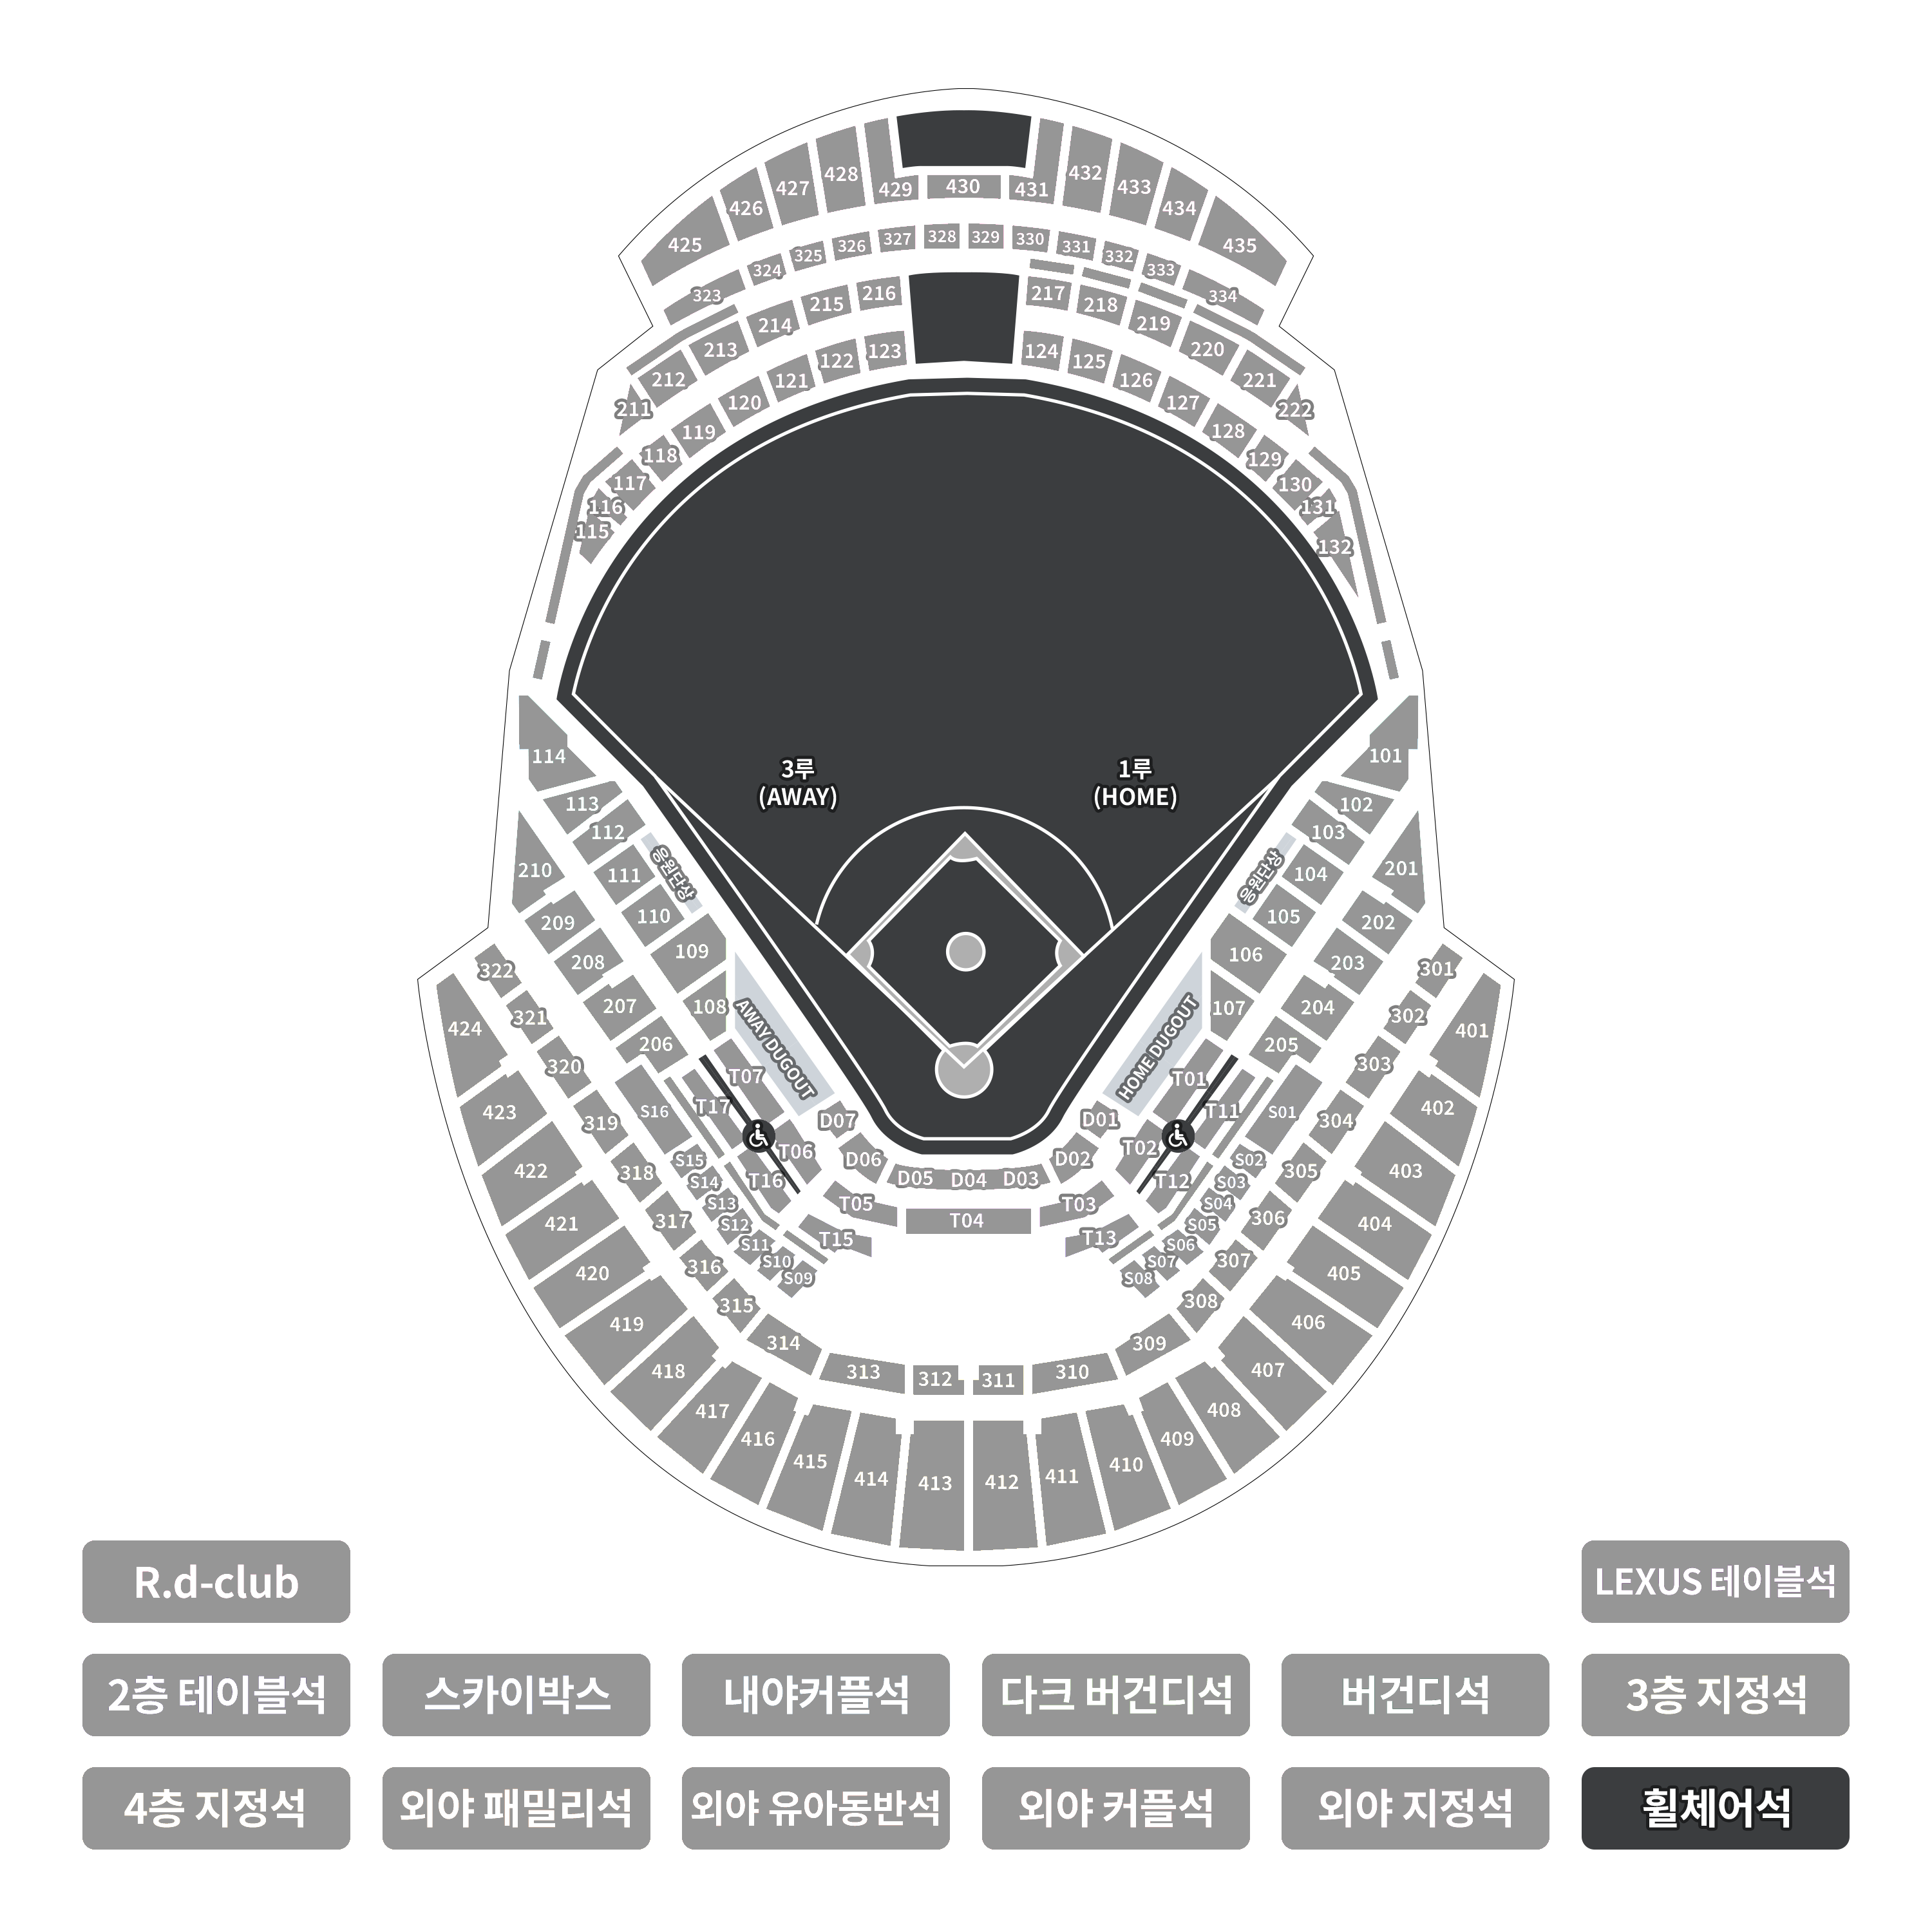 425 426 427 428 429 430 431 432 433 434 435
323 324 325 326 327 328 329 330 331 332 333 334
211 212 213 214 215 216 217 218 219 220 221 222
115 116 117 118 119 120 121 122 123 124 125 126 127 128 129 130 131 132
3루
(AWAY)
1루
(HOME)
114
113
112
111
110
109
108
응원단상
AWAY DUGOUT
101
102
103
104
105
106
107
응원단상
HOME DUGOUT
210
209
208
207
206
201
202
203
204
205
322
321
320
319
318
317
316
315
314
313
312
311
310
309
308
307
306
305
304
303
302
301
424
423
422
421
420
419
418
417
416
415
414
413
412
411
410
409
408
407
406
405
404
403
402
401
T07
T17
T06
T16
T05
T15
T04
T03
T13
T02
T12
T01
T11
D07
D06
D05 D04 D03
D02
D01
S16
S15
S14
S13
S12
S11
S10
S09
S01
S02
S03
S04
S05
S06
S07
S08
R.d-club
LEXUS 테이블석
2층 테이블석 스카이박스 내야커플석 다크 버건디석 버건디석 3층 지정석
4층 지정석 외야 패밀리석 외야 유아동반석 외야 커플석 외야 지정석 휠체어석